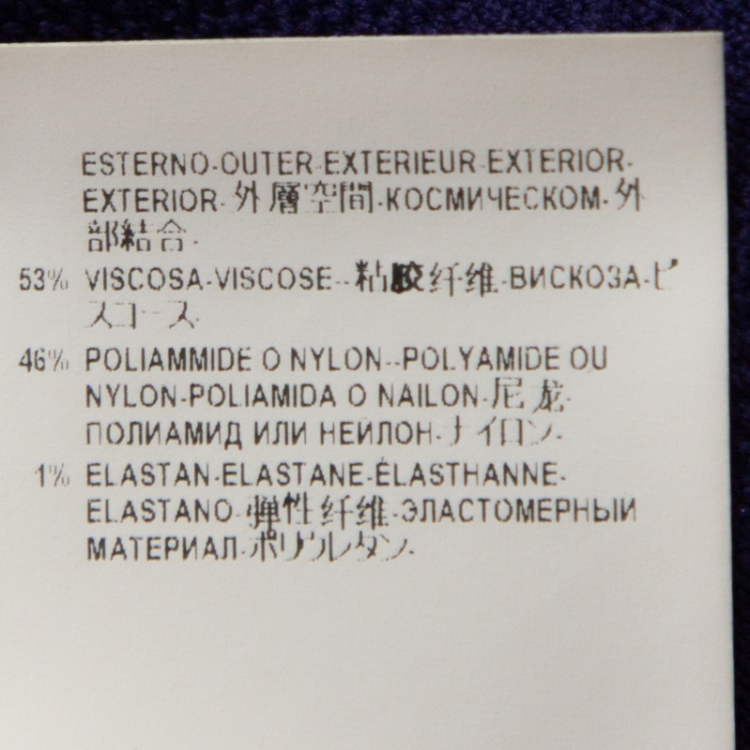 ESTERNO-OUTER-EXTERIEUR-EXTERIOR-
EXTERIOR-外層空間-КОСМИЧЕСКОМ-外
部結合-
53% VISCOSA-VISCOSE--粘胶纤维-ВИСКОЗА-ビ
スコース-
46% POLIAMMIDE O NYLON--POLYAMIDE OU
NYLON-POLIAMIDA O NAILON-尼龙-
ПОЛИАМИД ИЛИ НЕЙЛОН-ナイロン-
1% ELASTAN-ELASTANE-ÉLASTHANNE-
ELASTANO-弹性纤维-ЭЛАСТОМЕРНЫЙ
МАТЕРИАЛ-ポリウレタン-